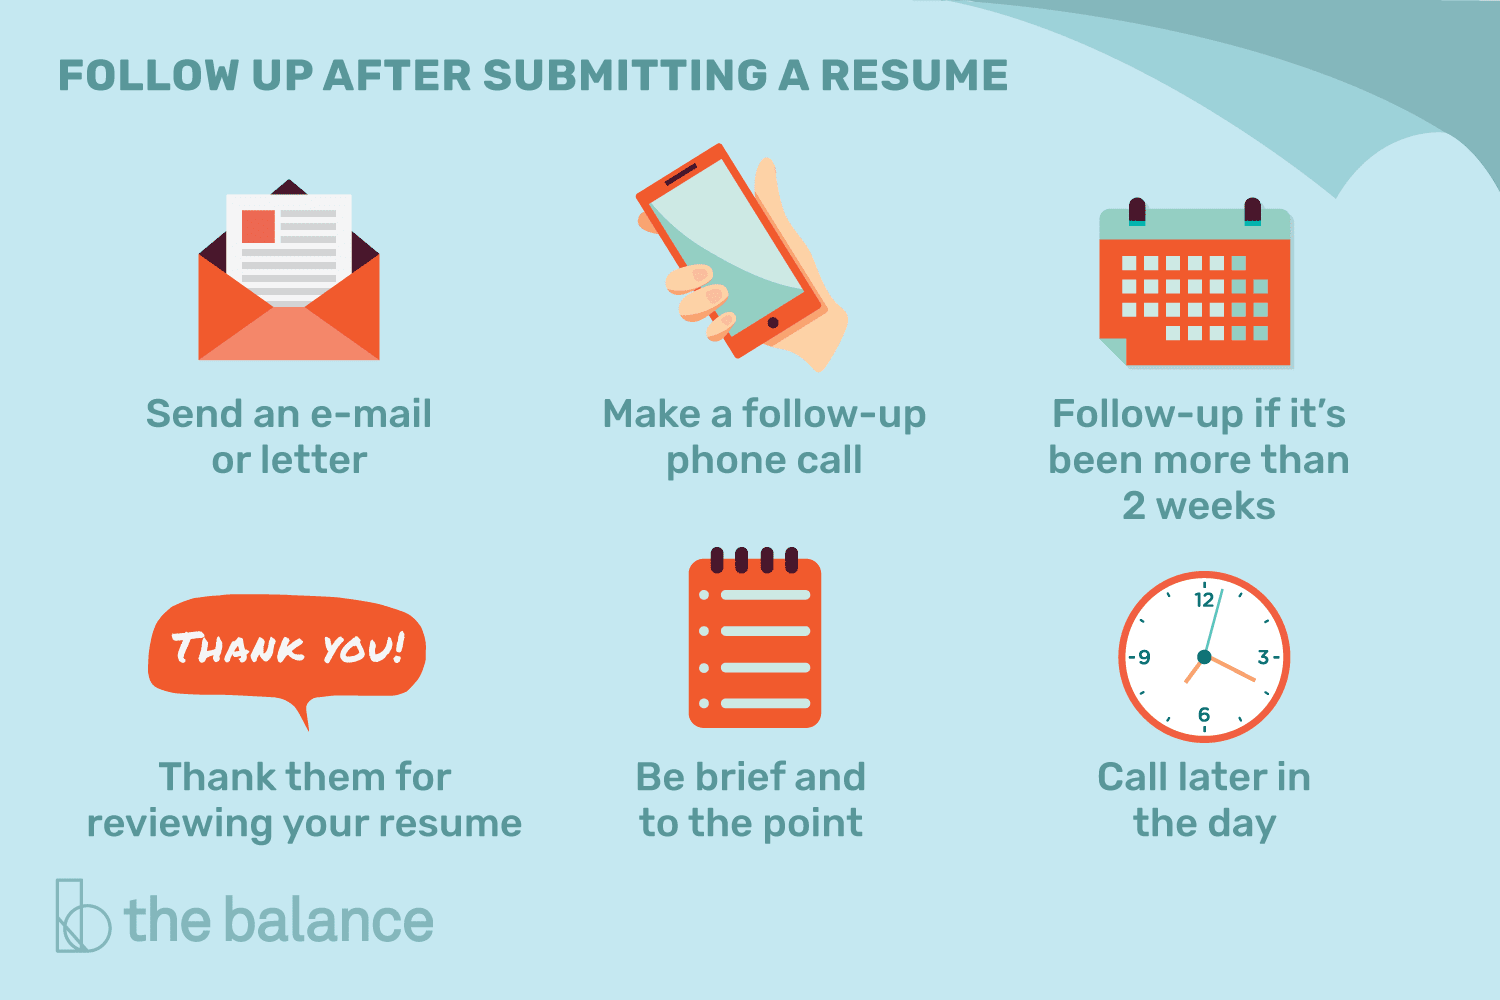 FOLLOW UP AFTER SUBMITTING A RESUME
Send an e-mail
or letter
Make a follow-up
phone call
Follow-up if it's
been more than
2 weeks
THANK YOU!
Thank them for
reviewing your resume
Be brief and
to the point
12
9
3
6
Call later in
the day
b the balance